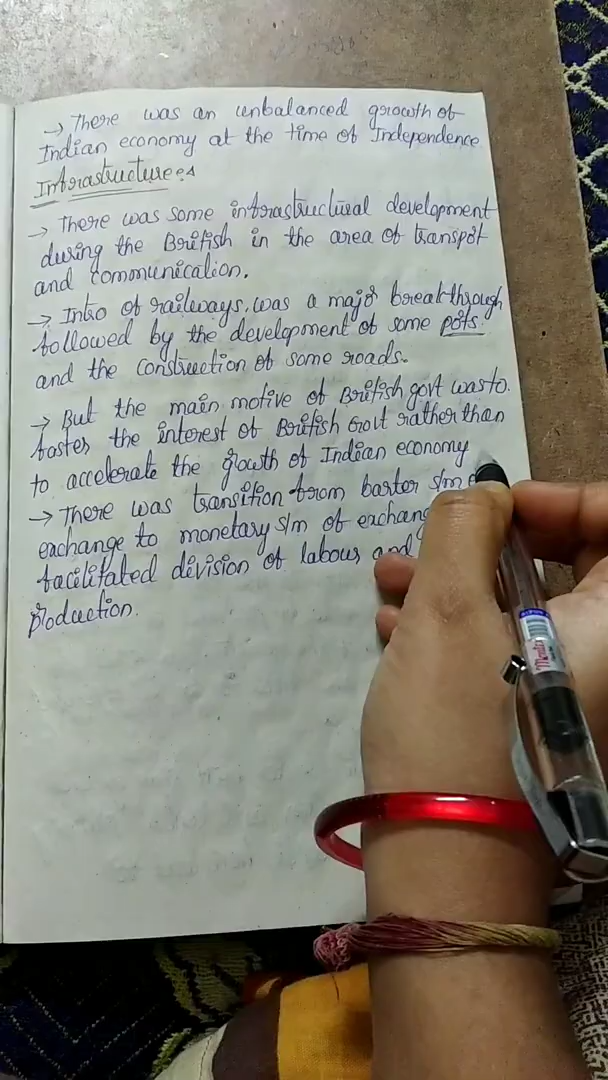 → There was an unbalanced growth of
Indian economy at the time of Independence
Infrastructure :-
→ There was some infrastructural development
during the British in the area of transpot
and communication.
→ Intro of railways, was a major breakthrough
followed by the development of some pots.
and the construction of some roads.
→ But the main motive of British govt was to
foster the interest of British Govt rather than
to accelerate the growth of Indian economy
→ There was transition from barter s/m
exchange to monetary s/m of exchan
facilitated division of labour and
production.
Montex